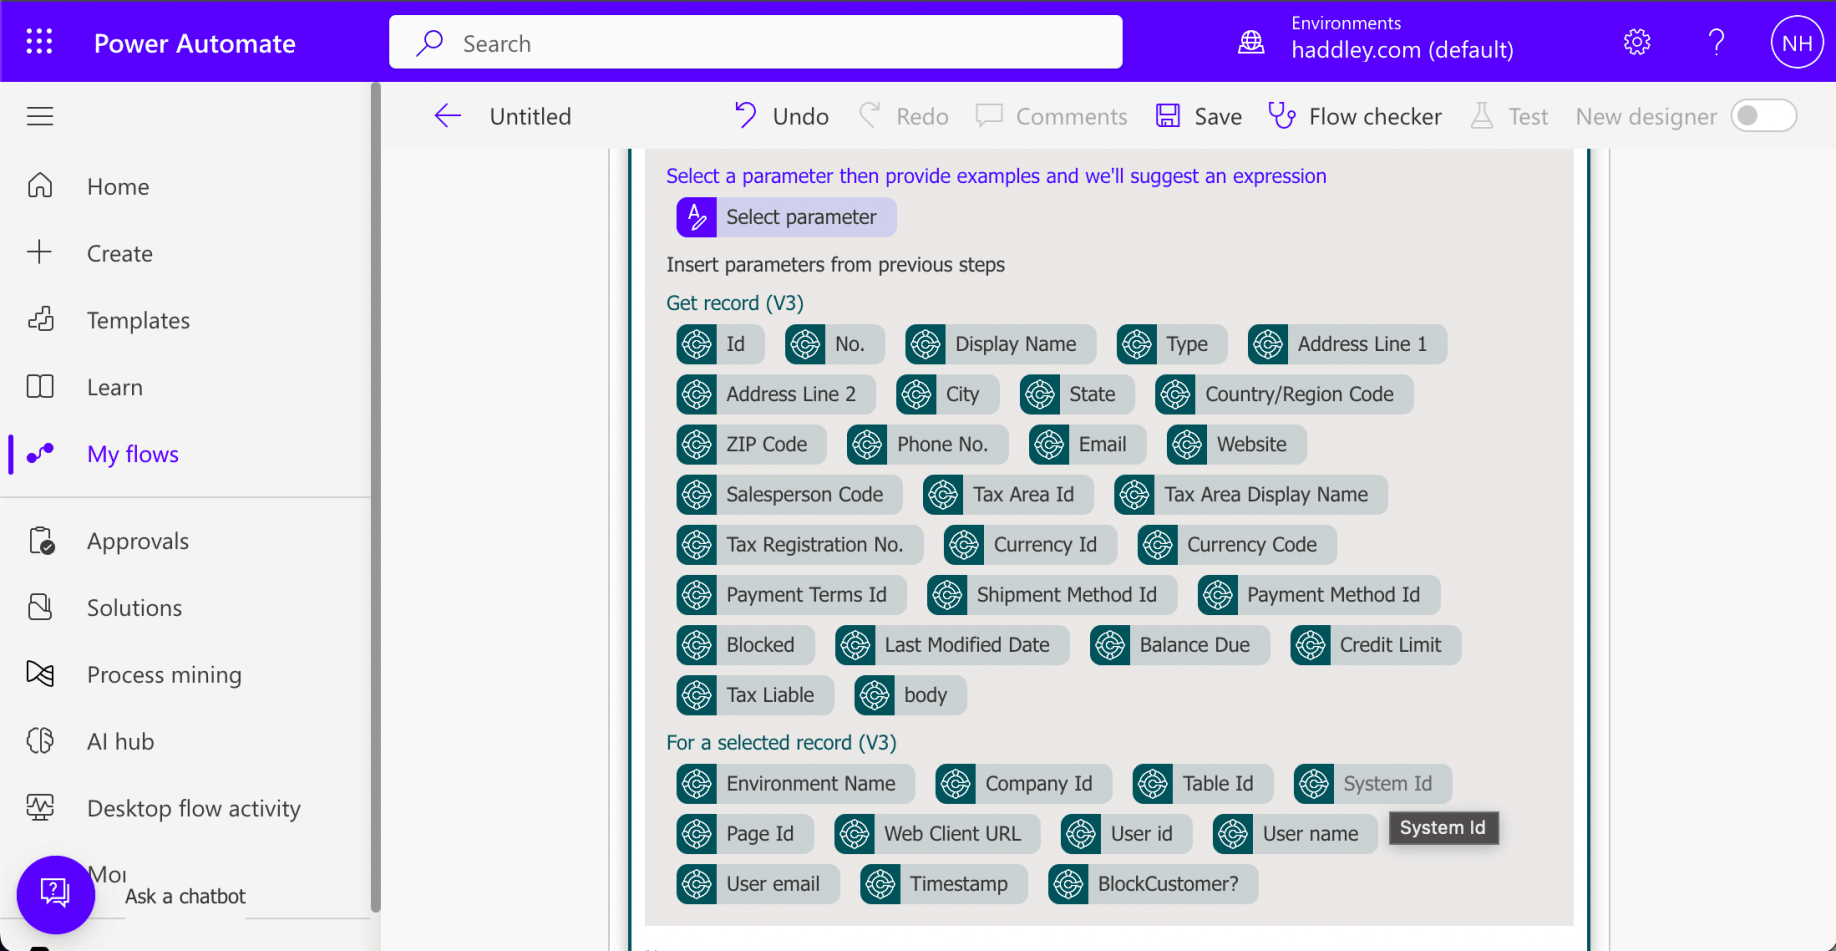 Power Automate
Search
Environments
haddley.com (default)
NH
Untitled
Undo
Redo
Comments
Save
Flow checker
Test
New designer
Home
Create
Templates
Learn
My flows
Approvals
Solutions
Process mining
AI hub
Desktop flow activity
Ask a chatbot
Select a parameter then provide examples and we'll suggest an expression
Select parameter
Insert parameters from previous steps
Get record (V3)
Id No. Display Name Type Address Line 1
Address Line 2 City State Country/Region Code
ZIP Code Phone No. Email Website
Salesperson Code Tax Area Id Tax Area Display Name
Tax Registration No. Currency Id Currency Code
Payment Terms Id Shipment Method Id Payment Method Id
Blocked Last Modified Date Balance Due Credit Limit
Tax Liable body
For a selected record (V3)
Environment Name Company Id Table Id System Id
Page Id Web Client URL User id User name
System Id
User email Timestamp BlockCustomer?